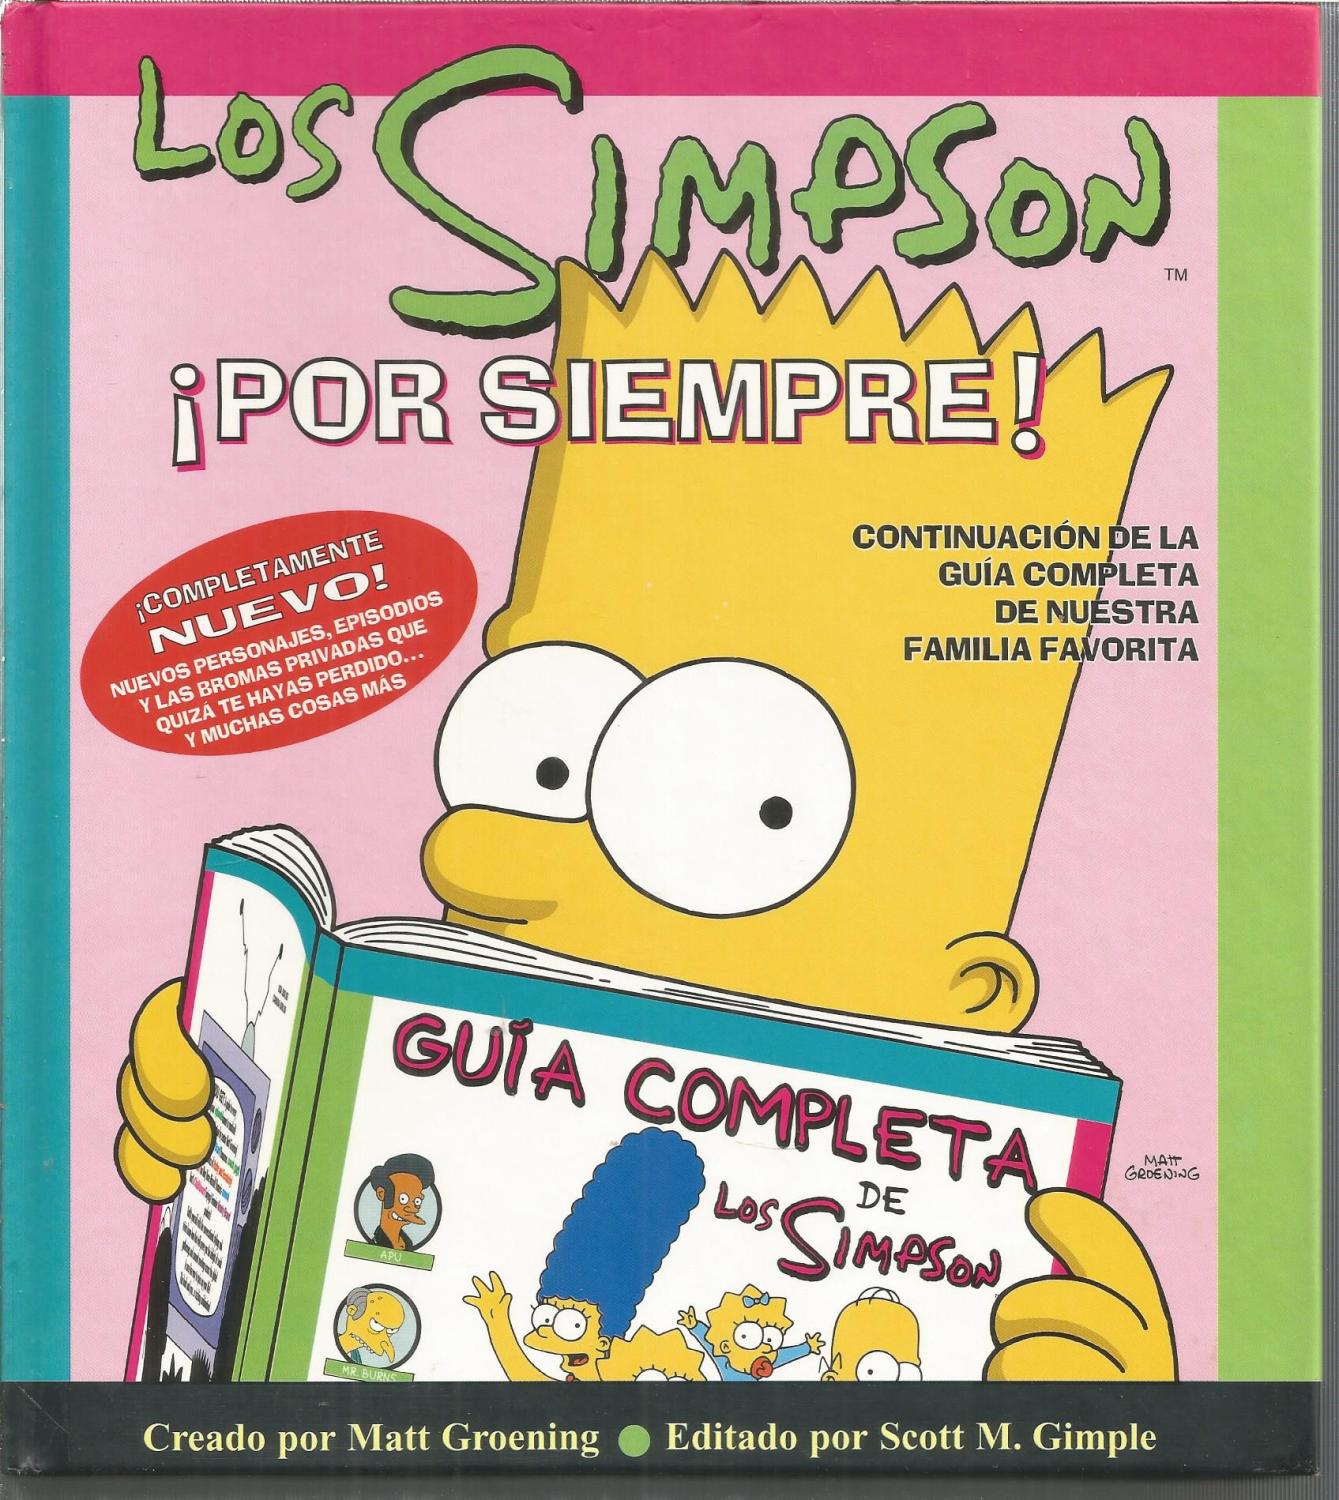 LOS SIMPSON
TM
¡POR SIEMPRE!
¡COMPLETAMENTE
NUEVO!
NUEVOS PERSONAJES, EPISODIOS
Y LAS BROMAS PRIVADAS QUE
QUIZÁ TE HAYAS PERDIDO...
Y MUCHAS COSAS MÁS
CONTINUACIÓN DE LA
GUÍA COMPLETA
DE NUESTRA
FAMILIA FAVORITA
GUÍA COMPLETA
DE
LOS SIMPSON
APU
MR. BURNS
MATT
GROENING
Creado por Matt Groening ● Editado por Scott M. Gimple